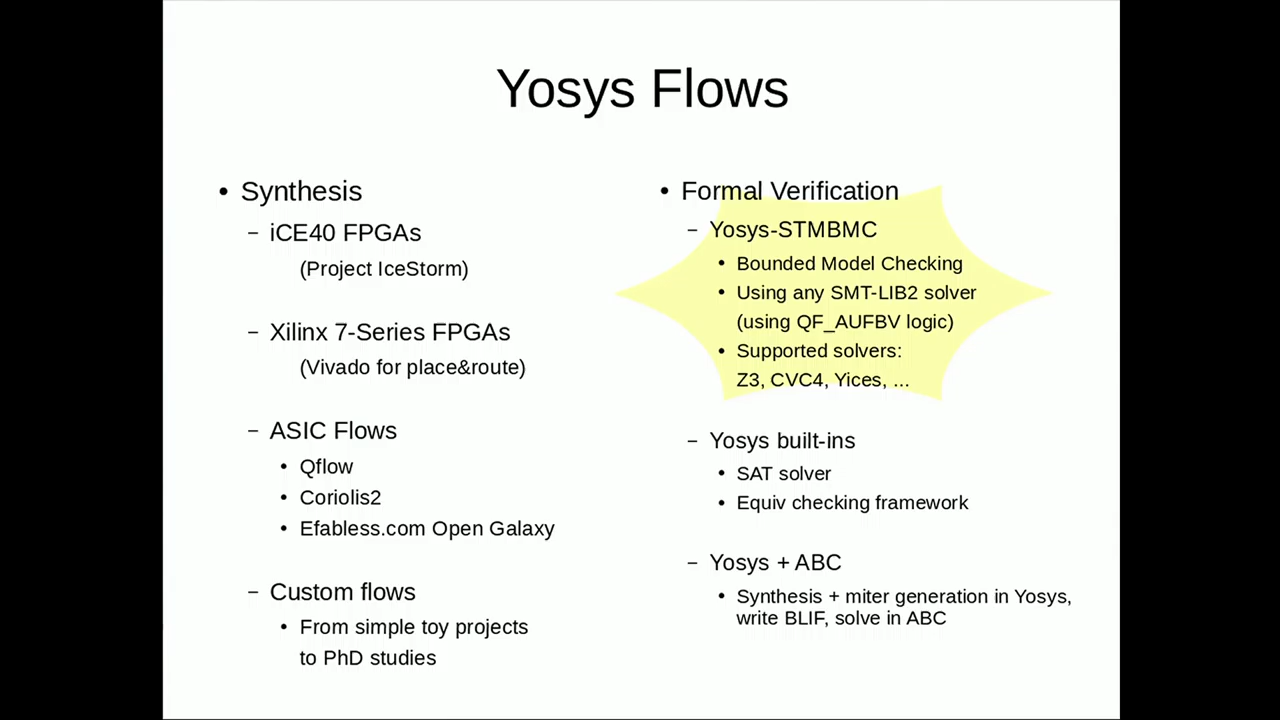 Yosys Flows
• Synthesis
– iCE40 FPGAs
(Project IceStorm)
– Xilinx 7-Series FPGAs
(Vivado for place&route)
– ASIC Flows
• Qflow
• Coriolis2
• Efabless.com Open Galaxy
– Custom flows
• From simple toy projects
to PhD studies
• Formal Verification
– Yosys-STMBMC
• Bounded Model Checking
• Using any SMT-LIB2 solver
(using QF_AUFBV logic)
• Supported solvers:
Z3, CVC4, Yices, ...
– Yosys built-ins
• SAT solver
• Equiv checking framework
– Yosys + ABC
• Synthesis + miter generation in Yosys,
write BLIF, solve in ABC